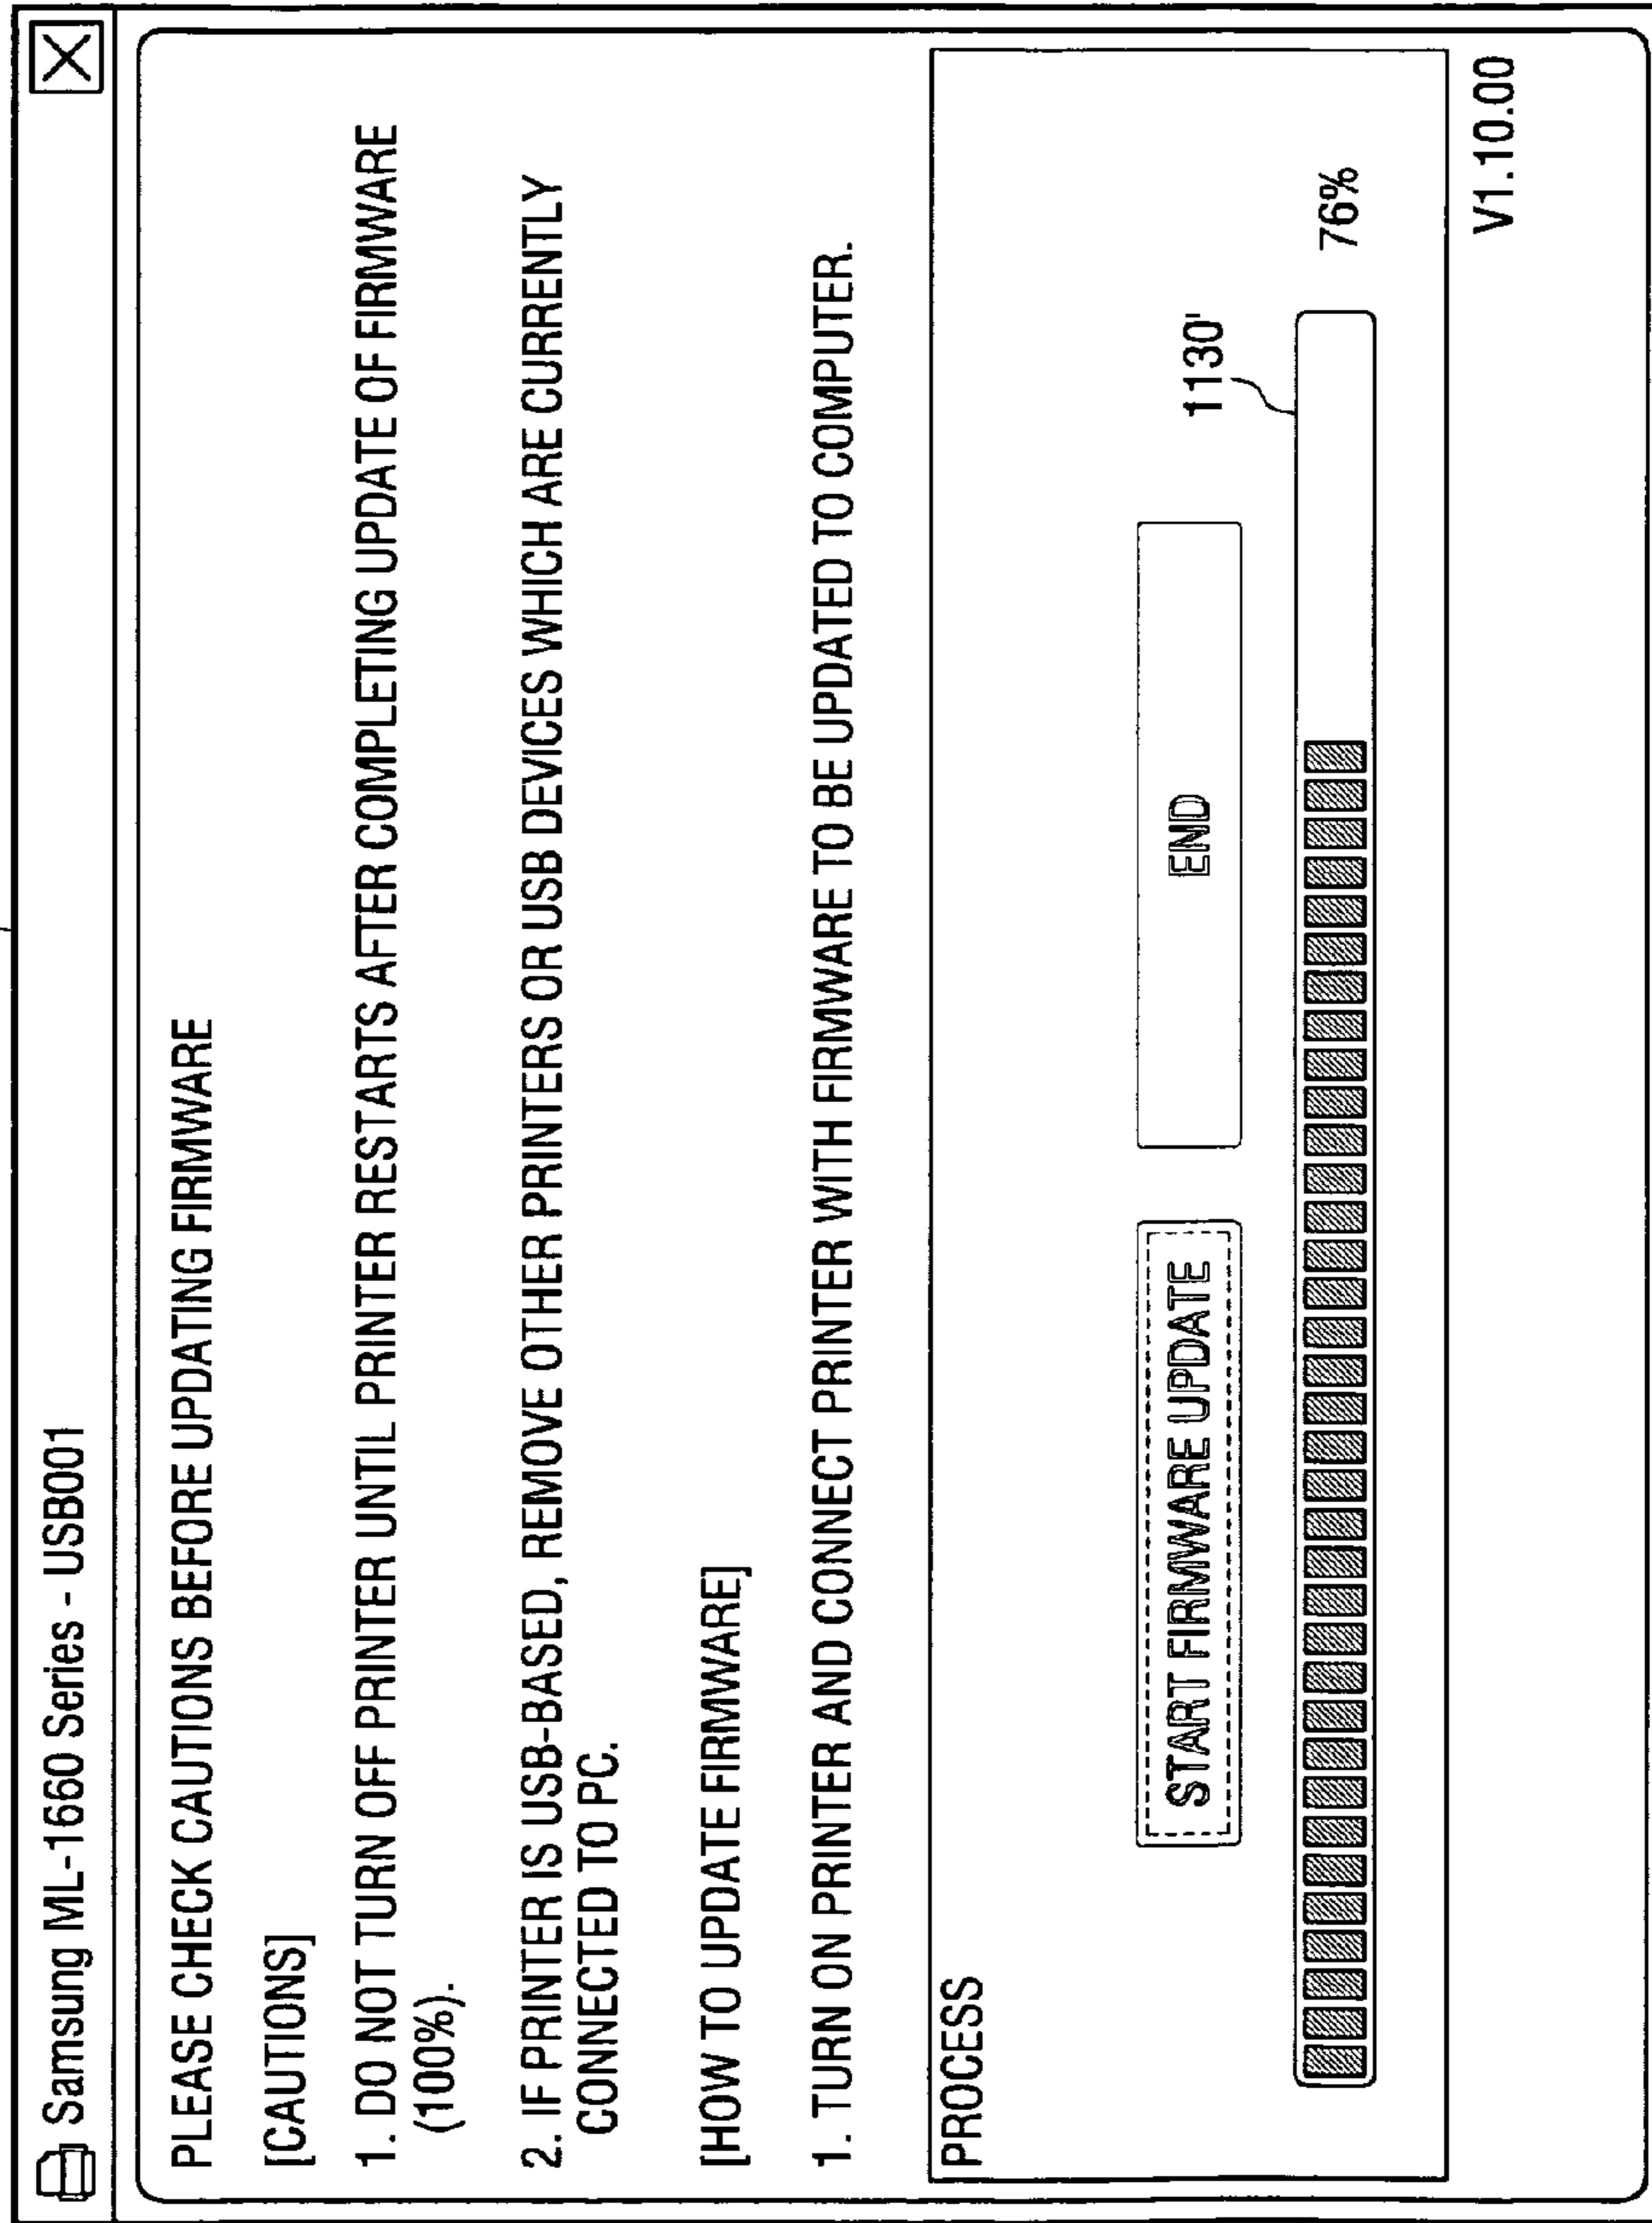 Samsung ML-1660 Series - USB001
PLEASE CHECK CAUTIONS BEFORE UPDATING FIRMWARE
[CAUTIONS]
1. DO NOT TURN OFF PRINTER UNTIL PRINTER RESTARTS AFTER COMPLETING UPDATE OF FIRMWARE
(100%).
2. IF PRINTER IS USB-BASED, REMOVE OTHER PRINTERS OR USB DEVICES WHICH ARE CURRENTLY
CONNECTED TO PC.
[HOW TO UPDATE FIRMWARE]
1. TURN ON PRINTER AND CONNECT PRINTER WITH FIRMWARE TO BE UPDATED TO COMPUTER.
PROCESS
START FIRMWARE UPDATE
END
1130'
76%
V1.10.00